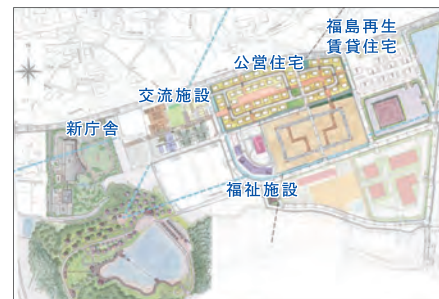 福島再生
賃貸住宅
公営住宅
交流施設
新庁舎
福祉施設